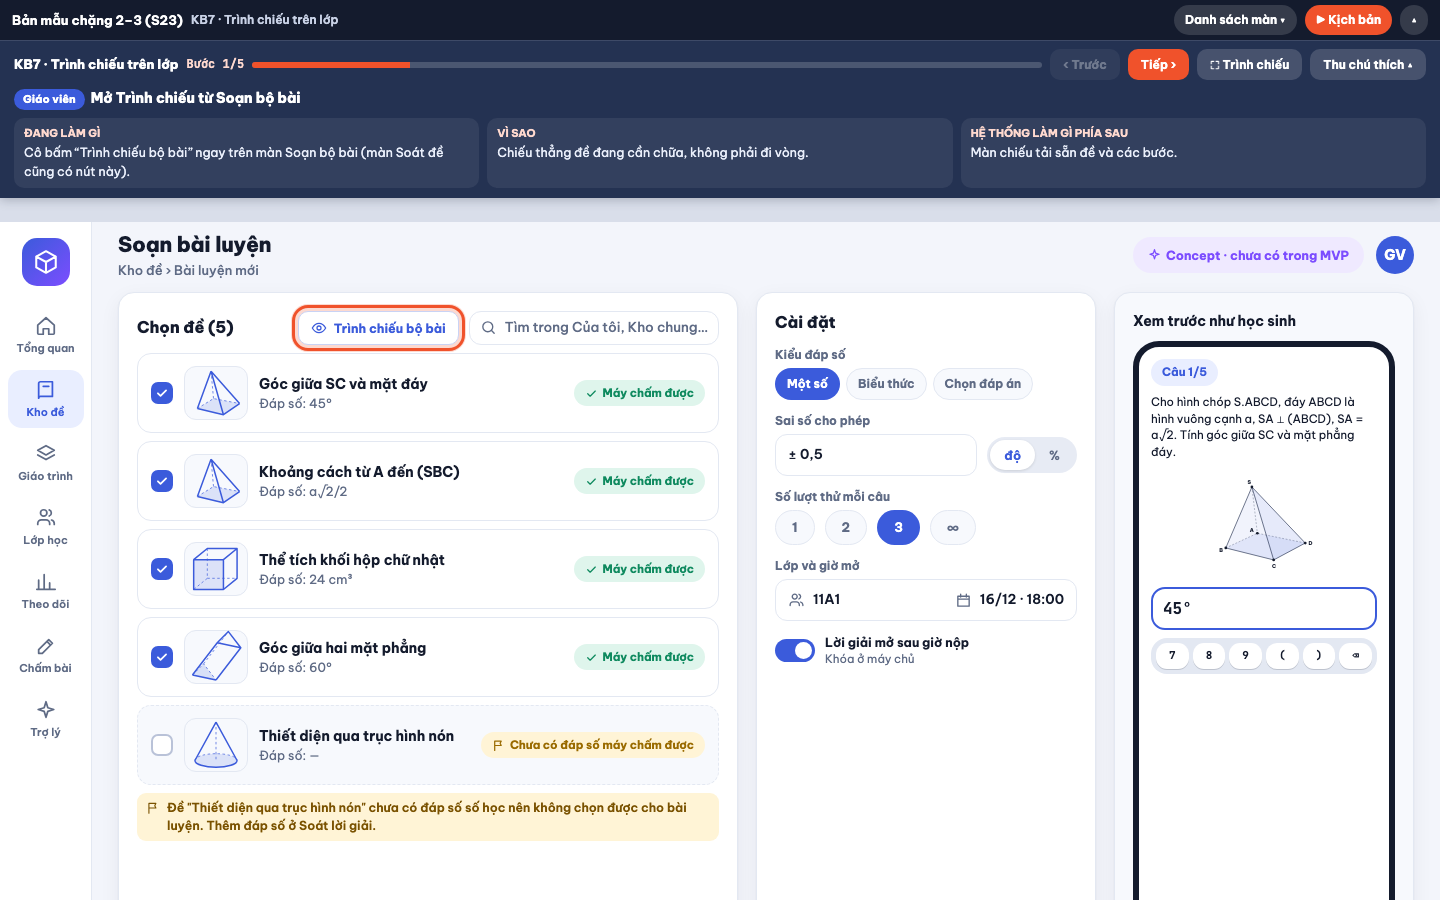 Bản mẫu chặng 2–3 (S23) KB7 · Trình chiếu trên lớp
Danh sách màn ▾
▶ Kịch bản
▴
KB7 · Trình chiếu trên lớp Bước 1/5
‹ Trước
Tiếp ›
⛶ Trình chiếu
Thu chú thích ▴
Giáo viên Mở Trình chiếu từ Soạn bộ bài
ĐANG LÀM GÌ
Cô bấm “Trình chiếu bộ bài” ngay trên màn Soạn bộ bài (màn Soát đề
cũng có nút này).
VÌ SAO
Chiếu thẳng đề đang cần chữa, không phải đi vòng.
HỆ THỐNG LÀM GÌ PHÍA SAU
Màn chiếu tải sẵn đề và các bước.
Tổng quan
Kho đề
Giáo trình
Lớp học
Theo dõi
Chấm bài
Trợ lý
Soạn bài luyện
Kho đề › Bài luyện mới
Concept · chưa có trong MVP
GV
Chọn đề (5)
Trình chiếu bộ bài
Tìm trong Của tôi, Kho chung...
Góc giữa SC và mặt đáy
Đáp số: 45°
Máy chấm được
Khoảng cách từ A đến (SBC)
Đáp số: a√2/2
Máy chấm được
Thể tích khối hộp chữ nhật
Đáp số: 24 cm³
Máy chấm được
Góc giữa hai mặt phẳng
Đáp số: 60°
Máy chấm được
Thiết diện qua trục hình nón
Đáp số: —
Chưa có đáp số máy chấm được
Đề "Thiết diện qua trục hình nón" chưa có đáp số số học nên không chọn được cho bài
luyện. Thêm đáp số ở Soát lời giải.
Cài đặt
Kiểu đáp số
Một số
Biểu thức
Chọn đáp án
Sai số cho phép
± 0,5
độ
%
Số lượt thử mỗi câu
1
2
3
∞
Lớp và giờ mở
11A1
16/12 · 18:00
Lời giải mở sau giờ nộp
Khóa ở máy chủ
Xem trước như học sinh
Câu 1/5
Cho hình chóp S.ABCD, đáy ABCD là
hình vuông cạnh a, SA ⊥ (ABCD), SA =
a√2. Tính góc giữa SC và mặt phẳng
đáy.
S
A
B
C
D
45°
7
8
9
(
)
⌫